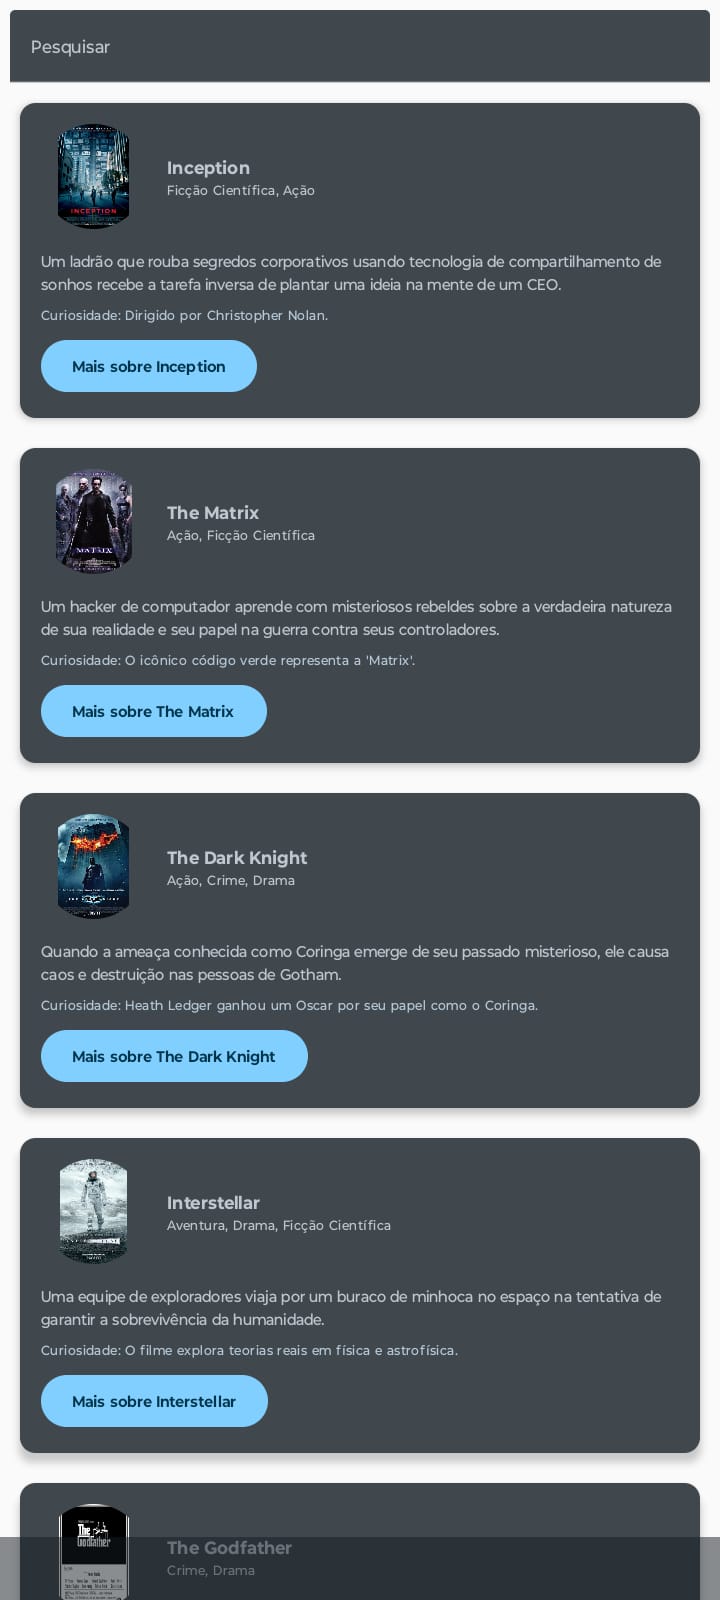 Pesquisar
INCEPTION
Inception
Ficção Científica, Ação
Um ladrão que rouba segredos corporativos usando tecnologia de compartilhamento de
sonhos recebe a tarefa inversa de plantar uma ideia na mente de um CEO.
Curiosidade: Dirigido por Christopher Nolan.
Mais sobre Inception
MATRIX
The Matrix
Ação, Ficção Científica
Um hacker de computador aprende com misteriosos rebeldes sobre a verdadeira natureza
de sua realidade e seu papel na guerra contra seus controladores.
Curiosidade: O icônico código verde representa a 'Matrix'.
Mais sobre The Matrix
The Dark Knight
Ação, Crime, Drama
Quando a ameaça conhecida como Coringa emerge de seu passado misterioso, ele causa
caos e destruição nas pessoas de Gotham.
Curiosidade: Heath Ledger ganhou um Oscar por seu papel como o Coringa.
Mais sobre The Dark Knight
Interstellar
Aventura, Drama, Ficção Científica
Uma equipe de exploradores viaja por um buraco de minhoca no espaço na tentativa de
garantir a sobrevivência da humanidade.
Curiosidade: O filme explora teorias reais em física e astrofísica.
Mais sobre Interstellar
The
Godfather
The Godfather
Crime, Drama